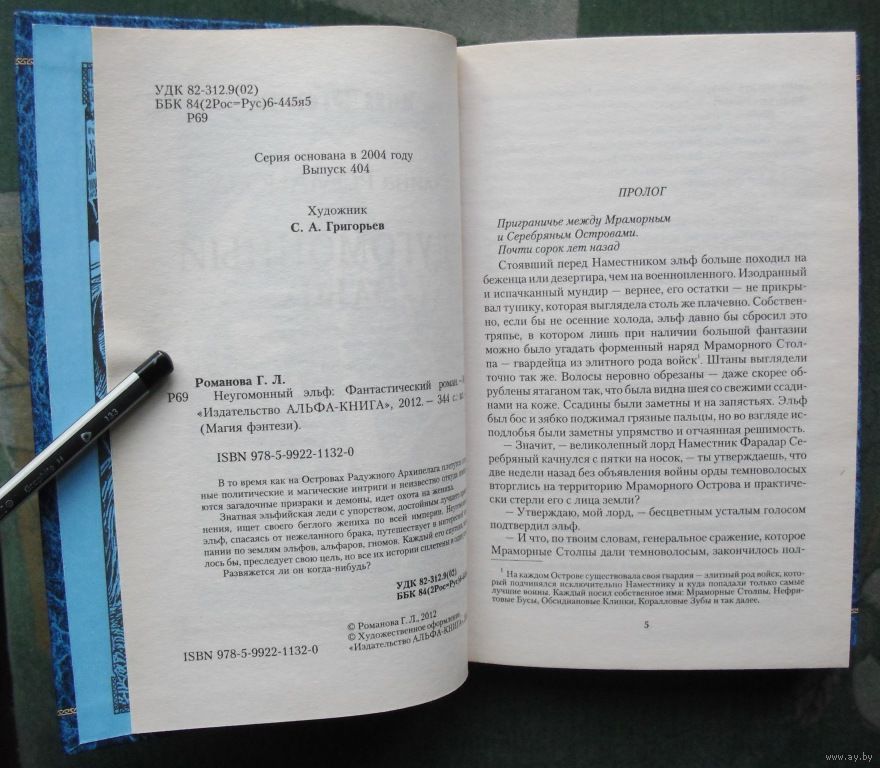 УДК 82-312.9(02)
ББК 84(2Рос=Рус)6-445я5
Р69
Серия основана в 2004 году
Выпуск 404
Художник
С. А. Григорьев
Романова Г. Л.
Р69 Неугомонный эльф: Фантастический роман. —
«Издательство АЛЬФА-КНИГА», 2012. — 344 с.:
(Магия фэнтези).
ISBN 978-5-9922-1132-0
В то время как на Островах Радужного Архипелага плетутся
ные политические и магические интриги и неизвестно откуда
ются загадочные призраки и демоны, идет охота на жениха.
Знатная эльфийская леди с упорством, достойным лучшего
нения, ищет своего беглого жениха по всей империи.
эльф, спасаясь от нежеланного брака, путешествует в интересной
пании по землям эльфов, альфаров, гномов. Каждый его спутник,
лось бы, преследует свою цель, но все их истории сплетены в один
Развяжется ли он когда-нибудь?
УДК 82-312.9(02)
ББК 84(2Рос=Рус)6-
© Романова Г. Л., 2012
© Художественное оформление,
«Издательство АЛЬФА-КНИГА»,
ISBN 978-5-9922-1132-0
ПРОЛОГ
Приграничье между Мраморным
и Серебряным Островами.
Почти сорок лет назад
Стоявший перед Наместником эльф больше походил на
беженца или дезертира, чем на военнопленного. Изодранный
и испачканный мундир — вернее, его остатки — не прикры-
вал тунику, которая выглядела столь же плачевно. Собствен-
но, если бы не осенние холода, эльф давно бы сбросил это
тряпье, в котором лишь при наличии большой фантазии
можно было угадать форменный наряд Мраморного Стол-
па — гвардейца из элитного рода войск¹. Штаны выглядели
точно так же. Волосы неровно обрезаны — даже скорее об-
рублены ятаганом так, что была видна шея со свежими ссади-
нами на коже. Ссадины были заметны и на запястьях. Эльф
был бос и зябко поджимал грязные пальцы, но во взгляде ис-
подлобья были заметны упрямство и отчаянная решимость.
— Значит, — великолепный лорд Наместник Фарадар Се-
ребряный качнулся с пятки на носок, — ты утверждаешь, что
две недели назад без объявления войны орды темноволосых
вторглись на территорию Мраморного Острова и практиче-
ски стерли его с лица земли?
— Утверждаю, мой лорд, — бесцветным усталым голосом
подтвердил эльф.
— И что, по твоим словам, генеральное сражение, которое
Мраморные Столпы дали темноволосым, закончилось пол-
¹ На каждом Острове существовала своя гвардия — элитный род войск, кото-
рый подчинялся исключительно Наместнику и куда попадали только самые
лучшие воины. Каждый носил собственное имя: Мраморные Столпы, Нефри-
товые Бусы, Обсидиановые Клинки, Коралловые Зубы и так далее.
5
www.ay.by